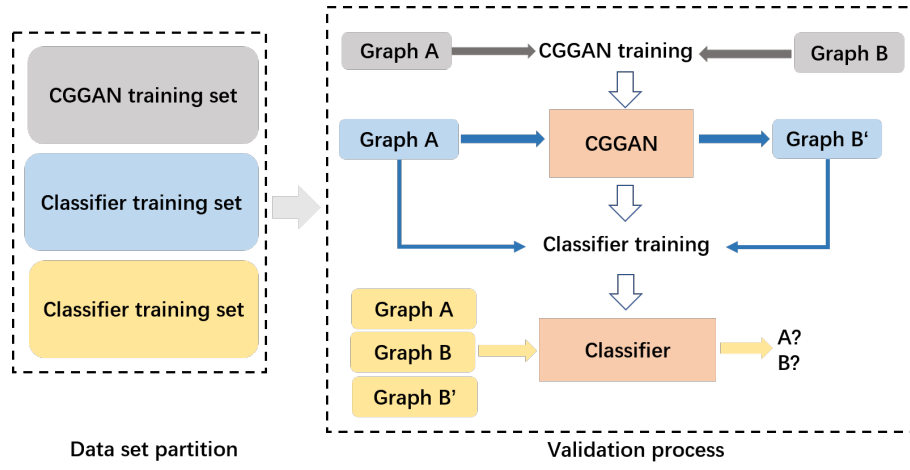 CGGAN training set
Classifier training set
Classifier training set
Data set partition
Graph A
CGGAN training
Graph B
Graph A
CGGAN
Graph B‘
Classifier training
Graph A
Graph B
Graph B’
Classifier
A?
B?
Validation process